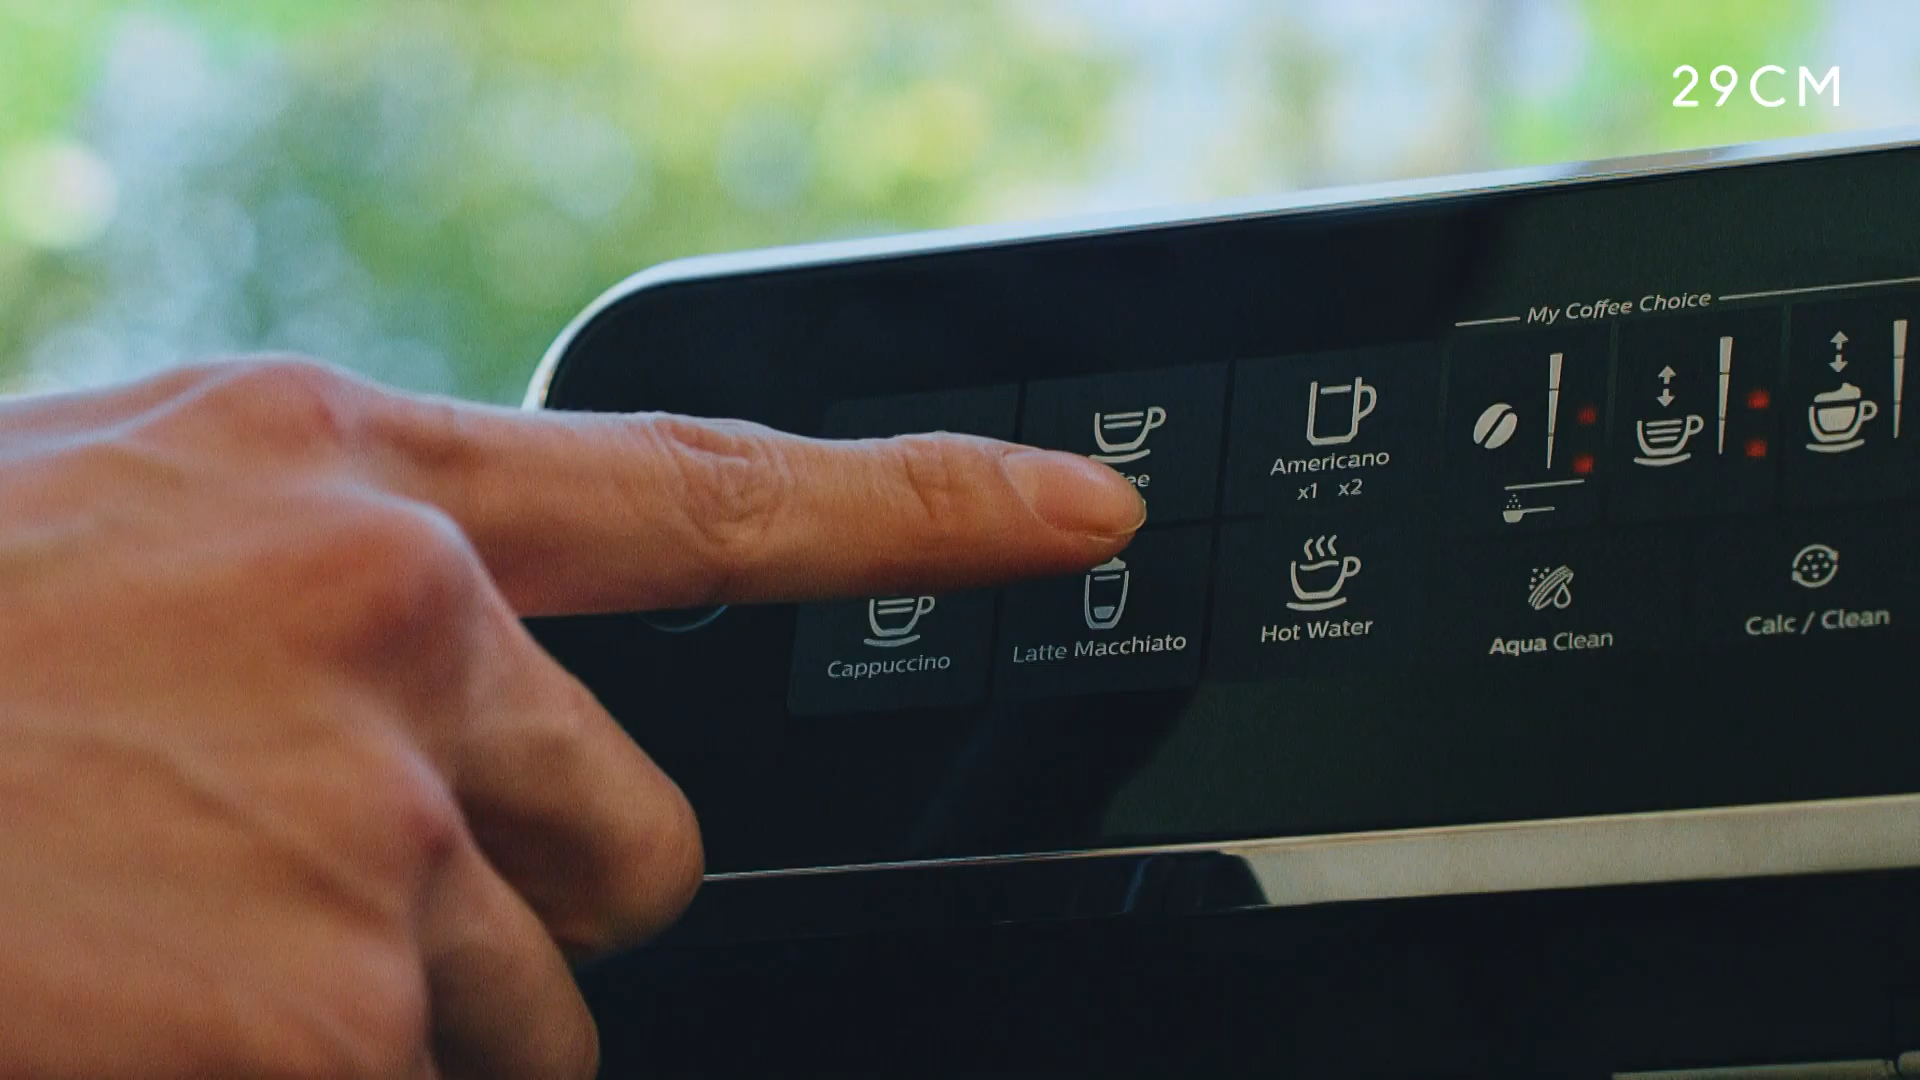 29CM
My Coffee Choice
Americano
x1 x2
Cappuccino
Latte Macchiato
Hot Water
Aqua Clean
Calc / Clean